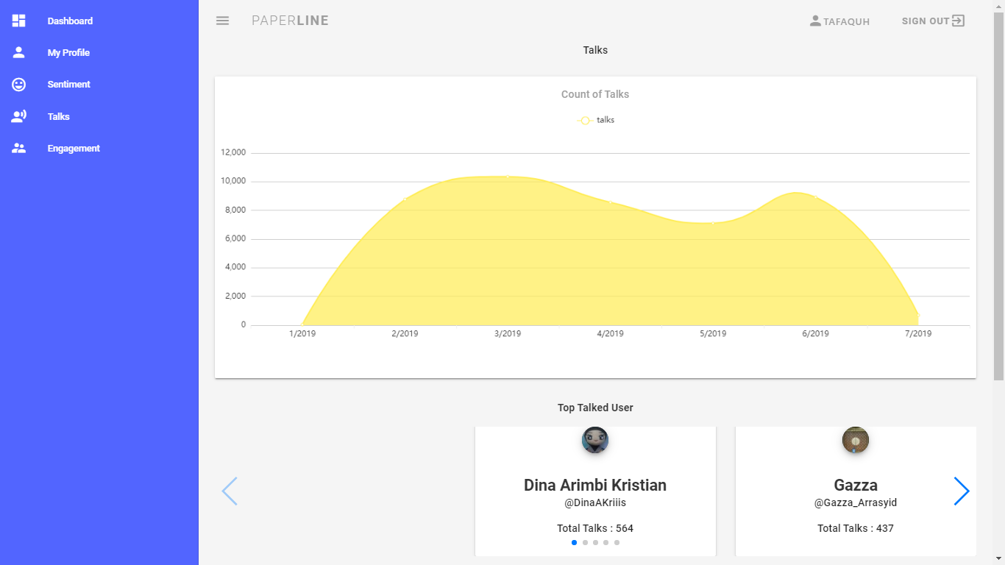 Dashboard
My Profile
Sentiment
Talks
Engagement
PAPERLINE
TAFAQUH
SIGN OUT
Talks
Count of Talks
talks
12,000
10,000
8,000
6,000
4,000
2,000
0
1/2019 2/2019 3/2019 4/2019 5/2019 6/2019 7/2019
Top Talked User
Dina Arimbi Kristian
@DinaAKriiis
Total Talks : 564
Gazza
@Gazza_Arrasyid
Total Talks : 437